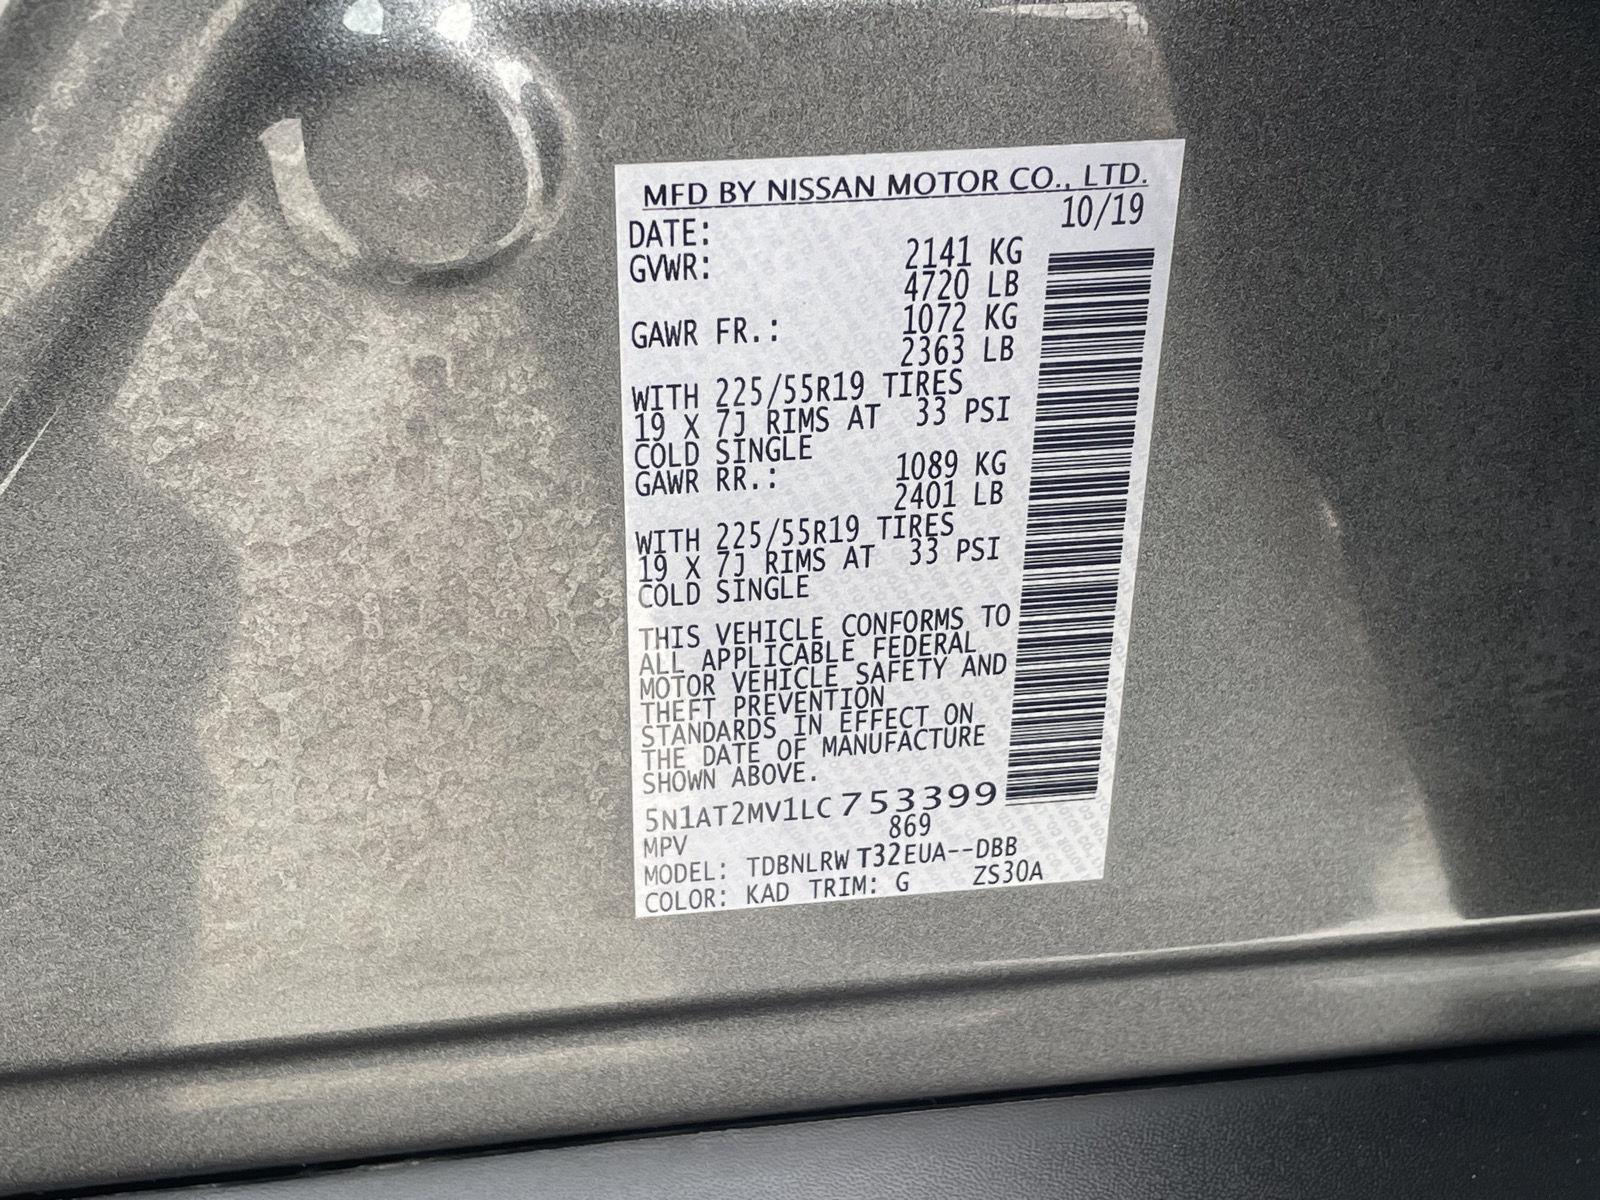 MFD BY NISSAN MOTOR CO., LTD.
DATE: 10/19
GVWR: 2141 KG
4720 LB
GAWR FR.: 1072 KG
2363 LB
WITH 225/55R19 TIRES
19 X 7J RIMS AT 33 PSI
COLD SINGLE
GAWR RR.: 1089 KG
2401 LB
WITH 225/55R19 TIRES
19 X 7J RIMS AT 33 PSI
COLD SINGLE
THIS VEHICLE CONFORMS TO
ALL APPLICABLE FEDERAL
MOTOR VEHICLE SAFETY AND
THEFT PREVENTION
STANDARDS IN EFFECT ON
THE DATE OF MANUFACTURE
SHOWN ABOVE.
5N1AT2MV1LC753399
MPV 869
MODEL: TDBNLRW T32EUA--DBB
COLOR: KAD TRIM: G ZS30A